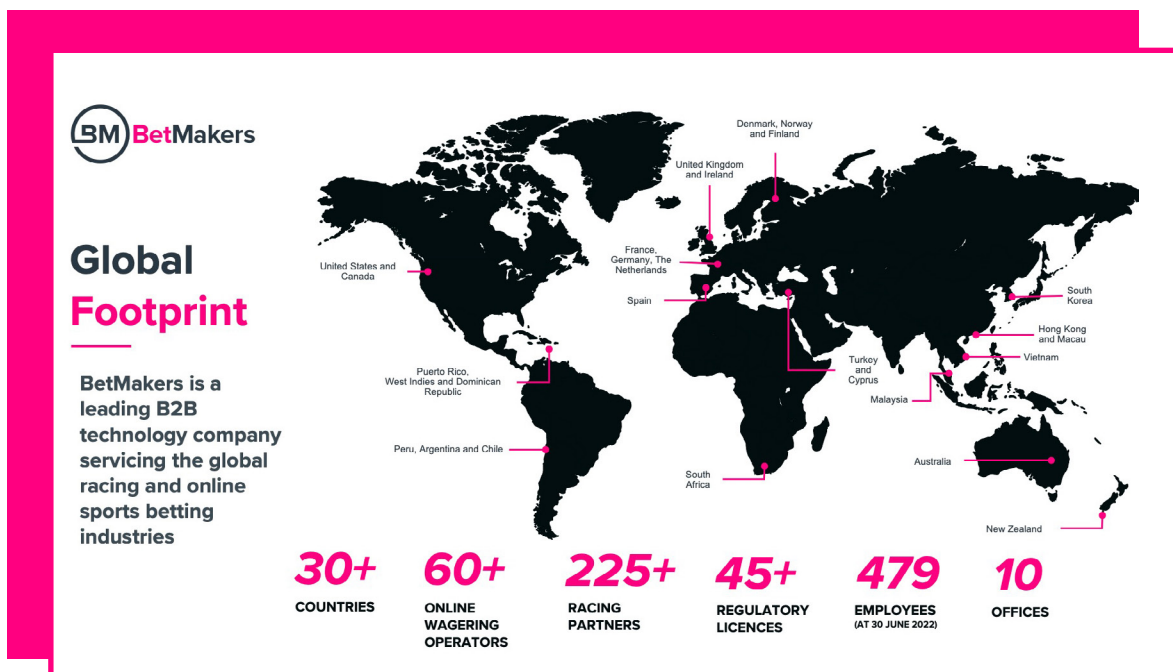 BM BetMakers
Global
Footprint
BetMakers is a
leading B2B
technology company
servicing the global
racing and online
sports betting
industries
Denmark, Norway
and Finland
United Kingdom
and Ireland
France,
Germany, The
Netherlands
Spain
United States and
Canada
Puerto Rico,
West Indies and Dominican
Republic
Peru, Argentina and Chile
South
Africa
Turkey
and
Cyprus
South
Korea
Hong Kong
and Macau
Vietnam
Malaysia
Australia
New Zealand
30+
COUNTRIES
60+
ONLINE
WAGERING
OPERATORS
225+
RACING
PARTNERS
45+
REGULATORY
LICENCES
479
EMPLOYEES
(AT 30 JUNE 2022)
10
OFFICES